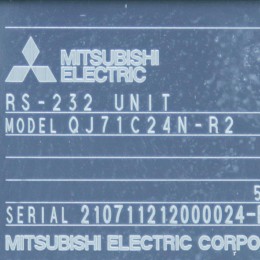 MITSUBISHI
ELECTRIC
RS-232 UNIT
MODEL QJ71C24N-R2
5
SERIAL 210711212000024-
MITSUBISHI ELECTRIC CORPO